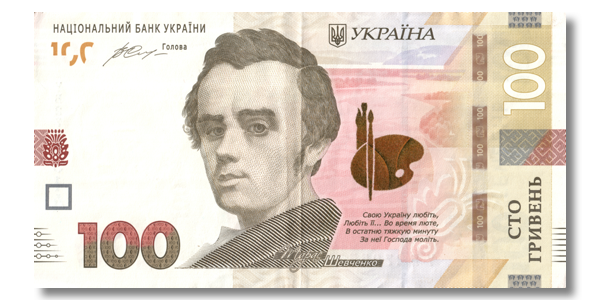 НАЦІОНАЛЬНИЙ БАНК УКРАЇНИ
Голова
УКРАЇНА
100
Свою Україну любіть,
Любіть її... Во время люте,
В остатню тяжкую минуту
За неї Господа моліть.
100
Шевченко
СТО
ГРИВЕНЬ